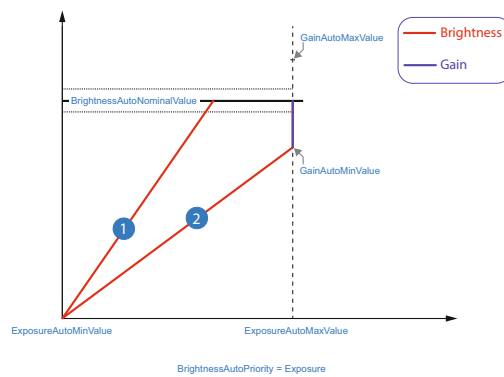 Brightness
GainAutoMaxValue
Gain
BrightnessAutoNominalValue
GainAutoMinValue
1
2
ExposureAutoMinValue
ExposureAutoMaxValue
BrightnessAutoPriority = Exposure